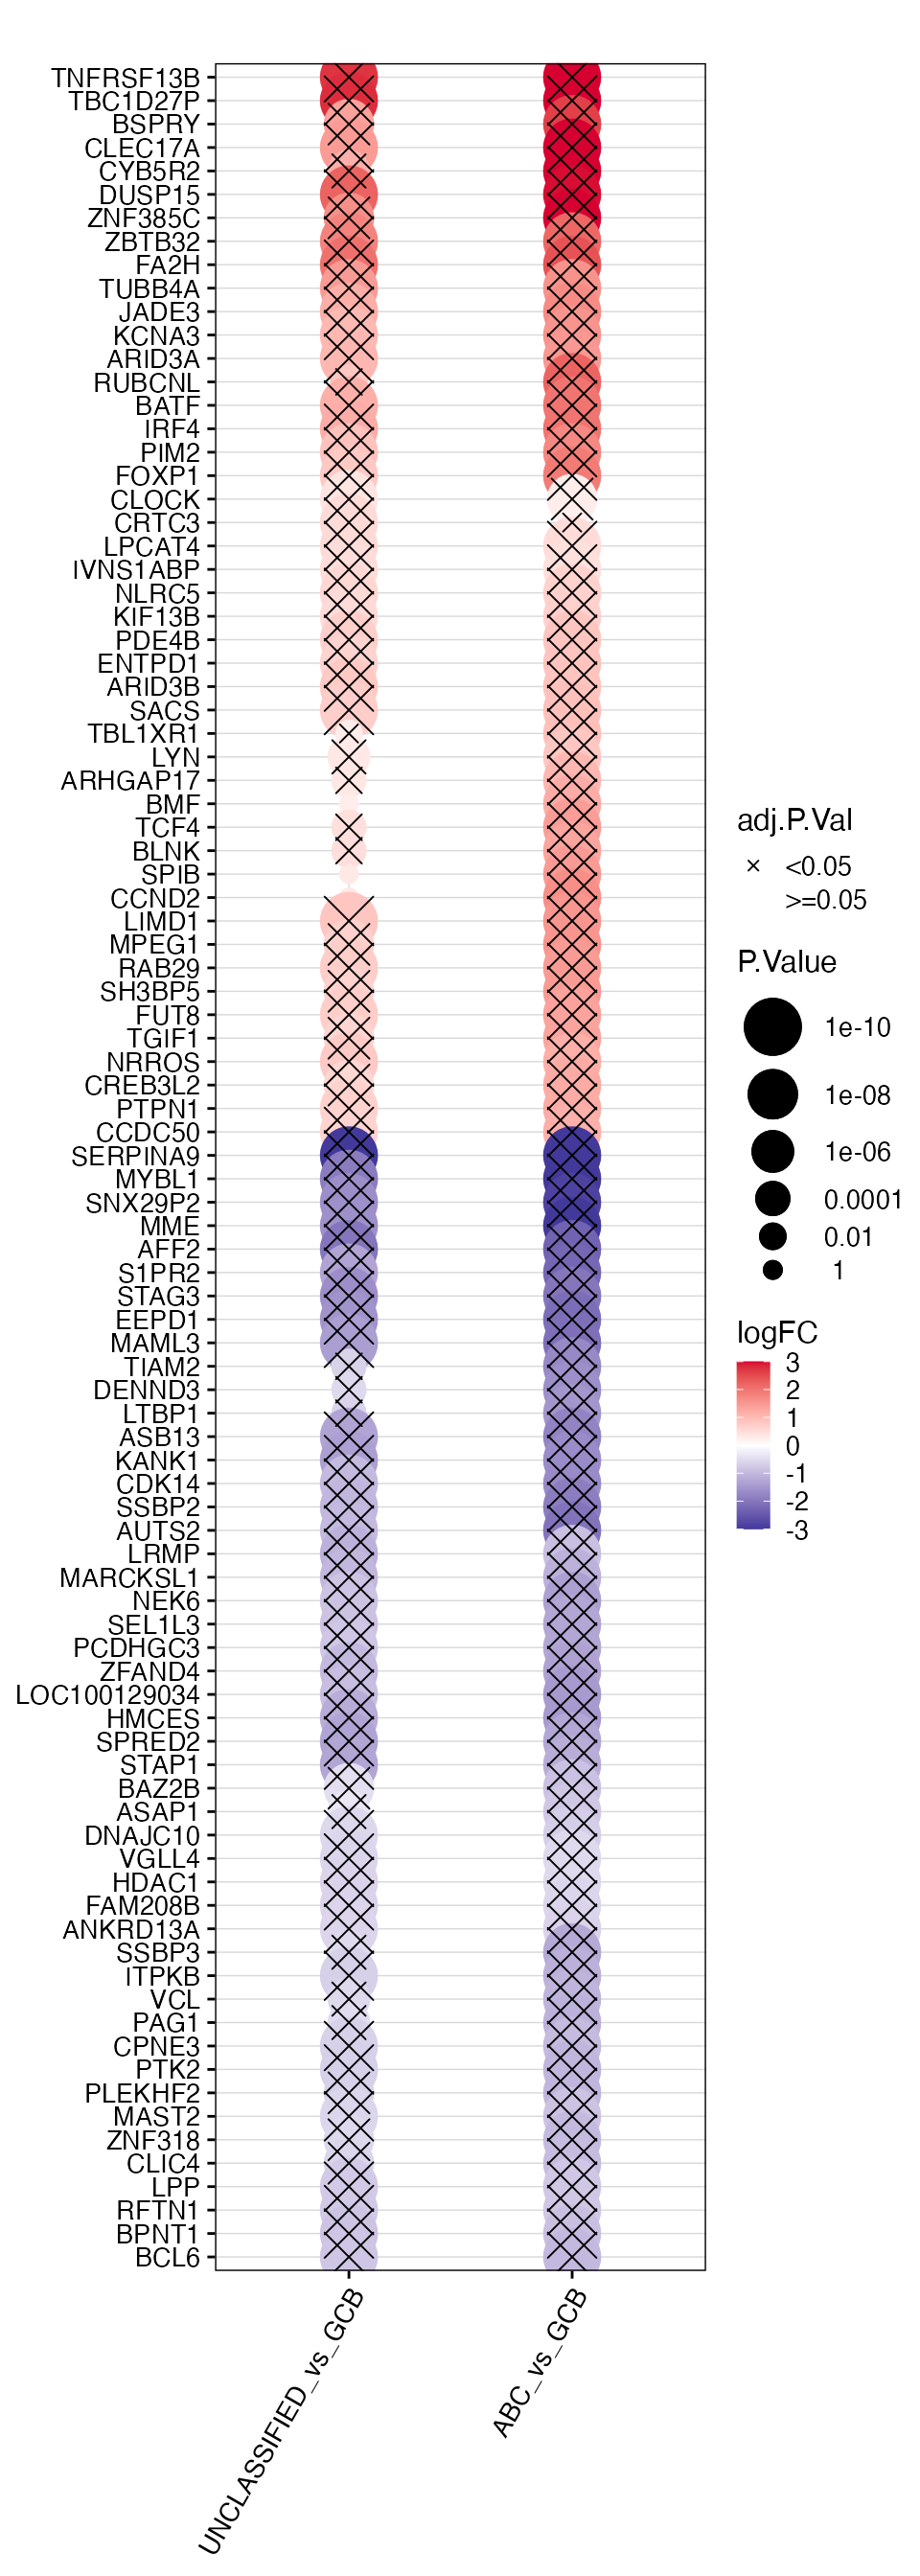 TNFRSF13B
TBC1D27P
BSPRY
CLEC17A
CYB5R2
DUSP15
ZNF385C
ZBTB32
FA2H
TUBB4A
JADE3
KCNA3
ARID3A
RUBCNL
BATF
IRF4
PIM2
FOXP1
CLOCK
CRTC3
LPCAT4
IVNS1ABP
NLRC5
KIF13B
PDE4B
ENTPD1
ARID3B
SACS
TBL1XR1
LYN
ARHGAP17
BMF
TCF4
BLNK
SPIB
CCND2
LIMD1
MPEG1
RAB29
SH3BP5
FUT8
TGIF1
NRROS
CREB3L2
PTPN1
CCDC50
SERPINA9
MYBL1
SNX29P2
MME
AFF2
S1PR2
STAG3
EEPD1
MAML3
TIAM2
DENND3
LTBP1
ASB13
KANK1
CDK14
SSBP2
AUTS2
LRMP
MARCKSL1
NEK6
SEL1L3
PCDHGC3
ZFAND4
LOC100129034
HMCES
SPRED2
STAP1
BAZ2B
ASAP1
DNAJC10
VGLL4
HDAC1
FAM208B
ANKRD13A
SSBP3
ITPKB
VCL
PAG1
CPNE3
PTK2
PLEKHF2
MAST2
ZNF318
CLIC4
LPP
RFTN1
BPNT1
BCL6
UNCLASSIFIED_vs_GCB
ABC_vs_GCB
adj.P.Val
× <0.05
>=0.05
P.Value
1e-10
1e-08
1e-06
0.0001
0.01
1
logFC
3
2
1
0
-1
-2
-3